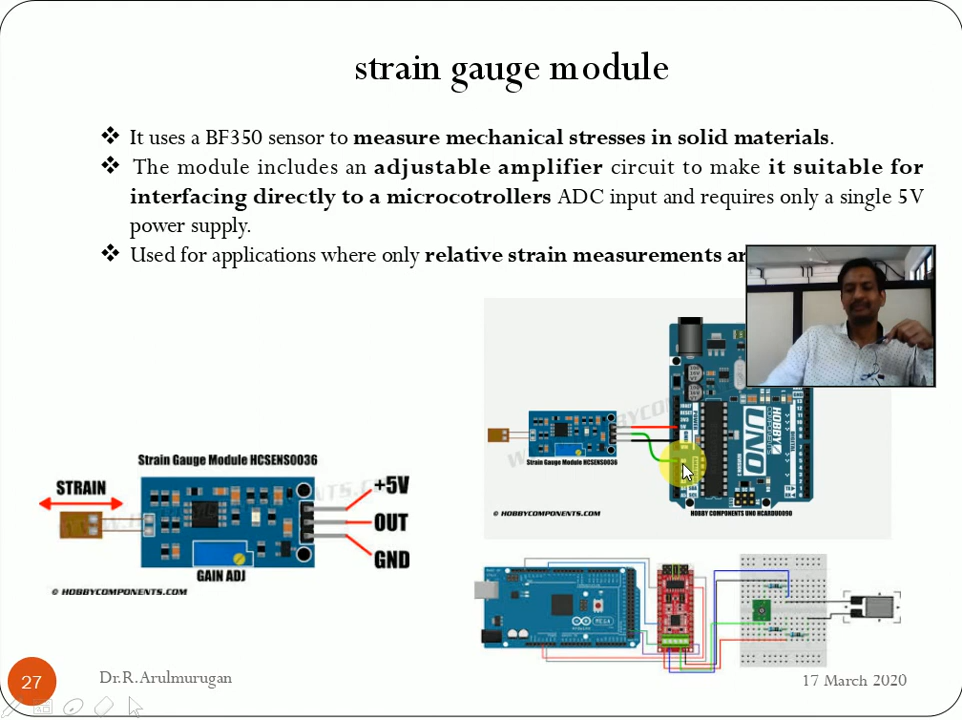 strain gauge module
❖ It uses a BF350 sensor to measure mechanical stresses in solid materials.
❖ The module includes an adjustable amplifier circuit to make it suitable for
interfacing directly to a microcotrollers ADC input and requires only a single 5V
power supply.
❖ Used for applications where only relative strain measurements ar
Strain Gauge Module HCSENS0036
STRAIN
+5V
OUT
GND
GAIN ADJ
© HOBBYCOMPONENTS.COM
Strain Gauge Module HCSENS0036
UNO
HOBBY
COMPONENTS
© HOBBY COMPONENTS.COM
HOBBY COMPONENTS UNO HCARDU0090
MEGA
27
Dr.R.Arulmurugan
17 March 2020